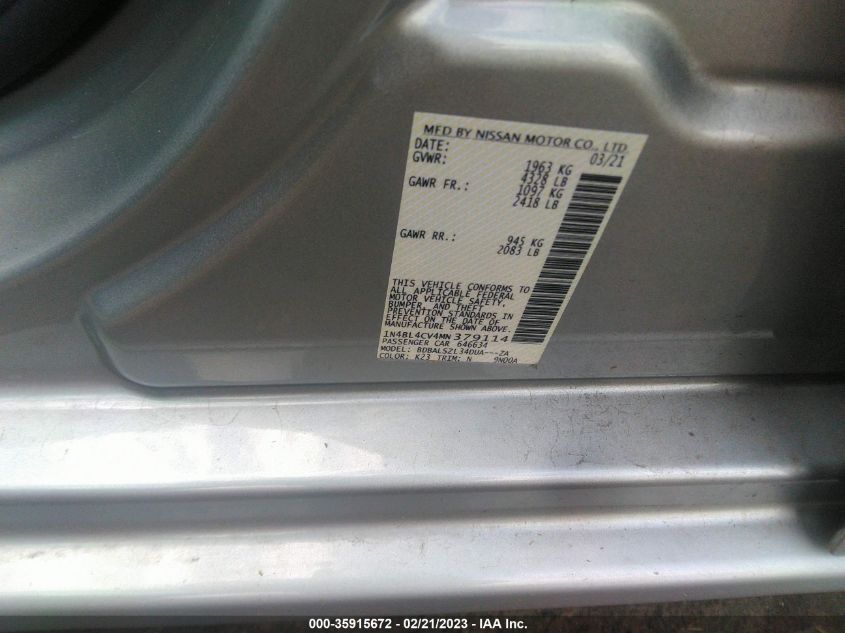 MFD BY NISSAN MOTOR CO., LTD
DATE: 03/21
GVWR: 1963 KG
4328 LB
GAWR FR.: 1097 KG
2418 LB
GAWR RR.: 945 KG
2083 LB
THIS VEHICLE CONFORMS TO
ALL APPLICABLE FEDERAL
MOTOR VEHICLE SAFETY,
BUMPER, AND THEFT
PREVENTION STANDARDS IN
EFFECT ON THE DATE OF
MANUFACTURE SHOWN ABOVE.
1N4BL4CV4MN379114
PASSENGER CAR 646634
MODEL: BDBALS2L34DUA---2A
COLOR: K23 TRIM: N 9N00A
000-35915672 / 02/21/2023 - IAA Inc.